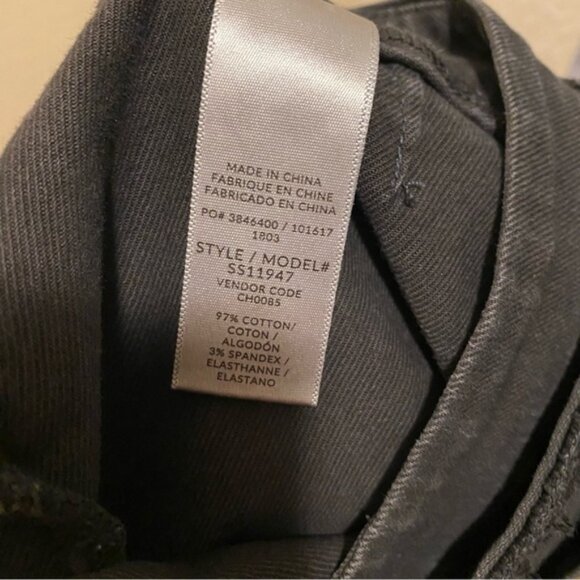 MADE IN CHINA
FABRIQUE EN CHINE
FABRICADO EN CHINA
PO# 3846400 / 101617
1803
STYLE / MODEL#
SS11947
VENDOR CODE
CH0085
97% COTTON/
COTON /
ALGODÓN
3% SPANDEX /
ELASTHANNE /
ELASTANO